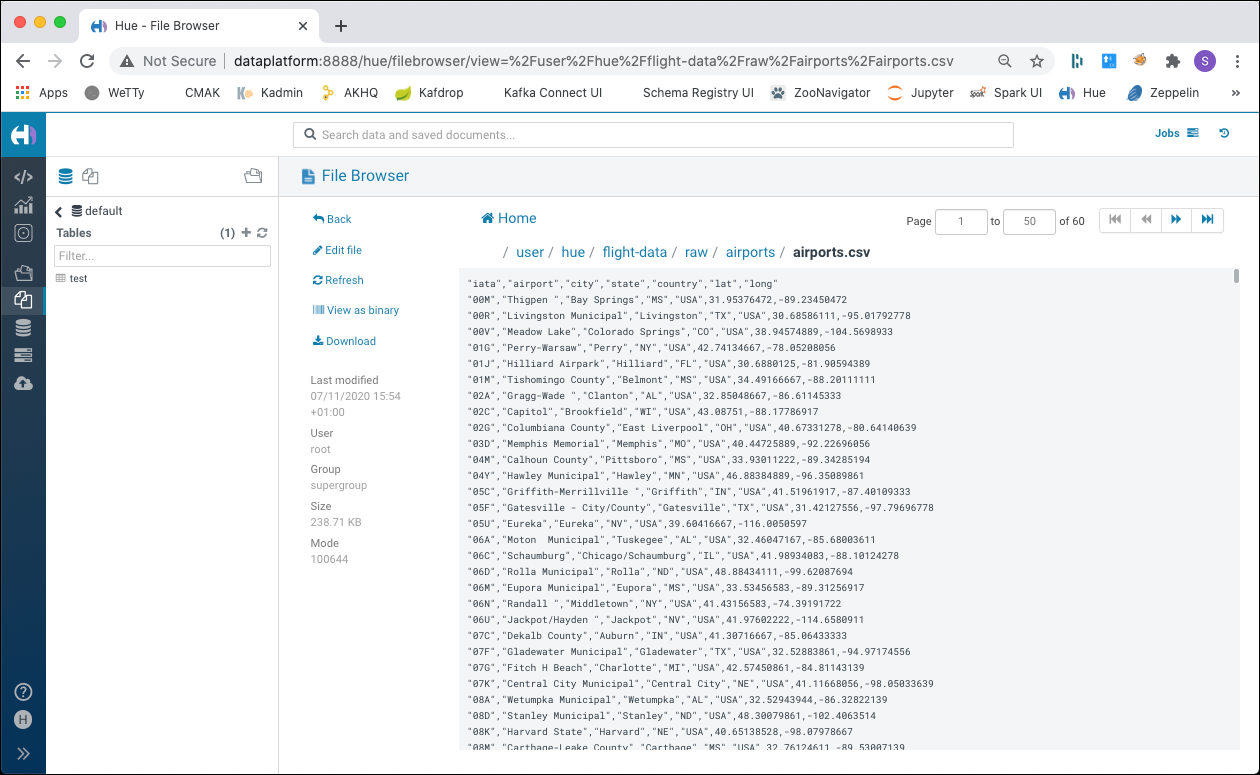 Hue - File Browser
Not Secure dataplatform:8888/hue/filebrowser/view=%2Fuser%2Fhue%2Fflight-data%2Fraw%2Fairports%2Fairports.csv
S
Apps WeTTy CMAK Kadmin AKHQ Kafdrop Kafka Connect UI Schema Registry UI ZooNavigator Jupyter Spark UI Hue Zeppelin »
Search data and saved documents...
Jobs
File Browser
default
Tables (1)
Filter...
test
Back
Edit file
Refresh
View as binary
Download
Last modified
07/11/2020 15:54
+01:00
User
root
Group
supergroup
Size
238.71 KB
Mode
100644
Home
Page 1 to 50 of 60
/ user / hue / flight-data / raw / airports / airports.csv
"iata","airport","city","state","country","lat","long"
"00M","Thigpen ","Bay Springs","MS","USA",31.95376472,-89.23450472
"00R","Livingston Municipal","Livingston","TX","USA",30.68586111,-95.01792778
"00V","Meadow Lake","Colorado Springs","CO","USA",38.94574889,-104.5698933
"01G","Perry-Warsaw","Perry","NY","USA",42.74134667,-78.05208056
"01J","Hilliard Airpark","Hilliard","FL","USA",30.6880125,-81.90594389
"01M","Tishomingo County","Belmont","MS","USA",34.49166667,-88.20111111
"02A","Gragg-Wade ","Clanton","AL","USA",32.85048667,-86.61145333
"02C","Capitol","Brookfield","WI","USA",43.08751,-88.17786917
"02G","Columbiana County","East Liverpool","OH","USA",40.67331278,-80.64140639
"03D","Memphis Memorial","Memphis","MO","USA",40.44725889,-92.22696056
"04M","Calhoun County","Pittsboro","MS","USA",33.93011222,-89.34285194
"04Y","Hawley Municipal","Hawley","MN","USA",46.88384889,-96.35089861
"05C","Griffith-Merrillville ","Griffith","IN","USA",41.51961917,-87.40109333
"05F","Gatesville - City/County","Gatesville","TX","USA",31.42127556,-97.79696778
"05U","Eureka","Eureka","NV","USA",39.60416667,-116.0050597
"06A","Moton  Municipal","Tuskegee","AL","USA",32.46047167,-85.68003611
"06C","Schaumburg","Chicago/Schaumburg","IL","USA",41.98934083,-88.10124278
"06D","Rolla Municipal","Rolla","ND","USA",48.88434111,-99.62087694
"06M","Eupora Municipal","Eupora","MS","USA",33.53456583,-89.31256917
"06N","Randall ","Middletown","NY","USA",41.43156583,-74.39191722
"06U","Jackpot/Hayden ","Jackpot","NV","USA",41.97602222,-114.6580911
"07C","Dekalb County","Auburn","IN","USA",41.30716667,-85.06433333
"07F","Gladewater Municipal","Gladewater","TX","USA",32.52883861,-94.97174556
"07G","Fitch H Beach","Charlotte","MI","USA",42.57450861,-84.81143139
"07K","Central City Municipal","Central City","NE","USA",41.11668056,-98.05033639
"08A","Wetumpka Municipal","Wetumpka","AL","USA",32.52943944,-86.32822139
"08D","Stanley Municipal","Stanley","ND","USA",48.30079861,-102.4063514
"08K","Harvard State","Harvard","NE","USA",40.65138528,-98.07978667
"08M","Carthage-Leake County","Carthage","MS","USA",32.76124611,-89.53007139
H